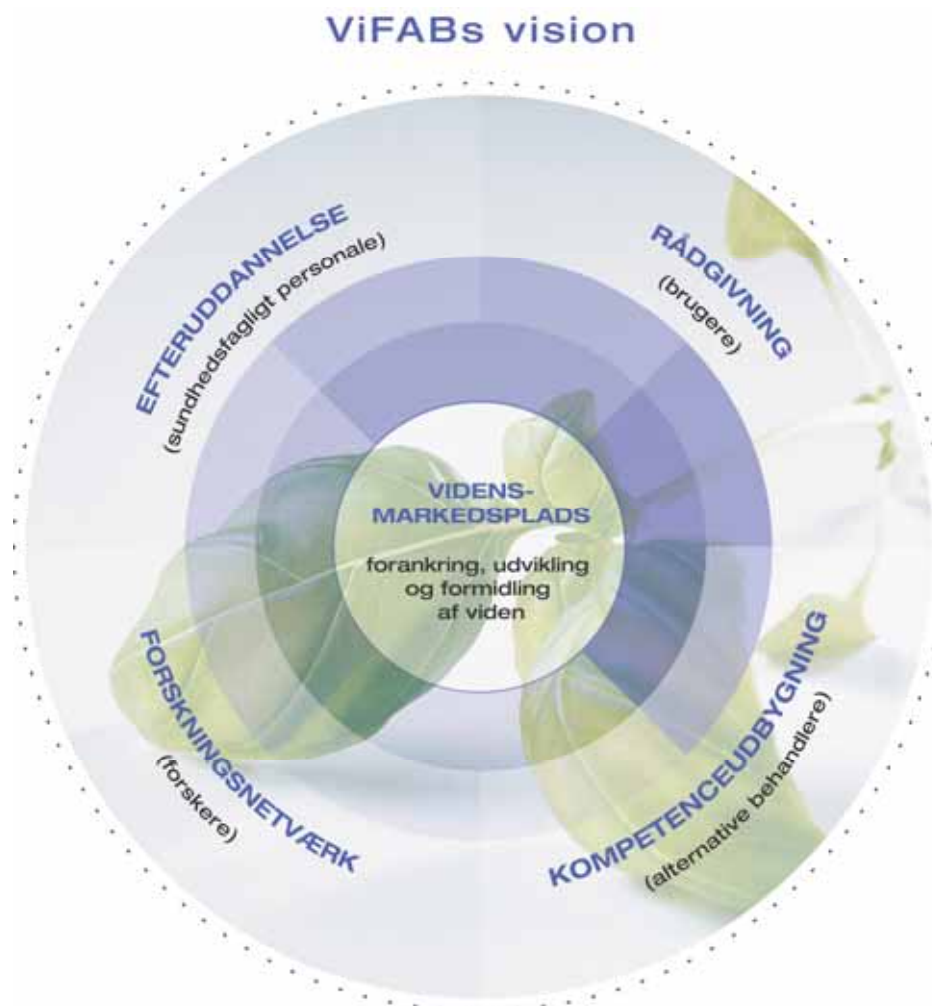 ViFABs vision
EFTERUDDANNELSE
(sundhedsfagligt personale)
RÅDGIVNING
(brugere)
VIDENS-
MARKEDSPLADS
forankring, udvikling
og formidling
af viden
FORSKNINGSNETVÆRK
(forskere)
KOMPETENCEUDBYGNING
(alternative behandlere)